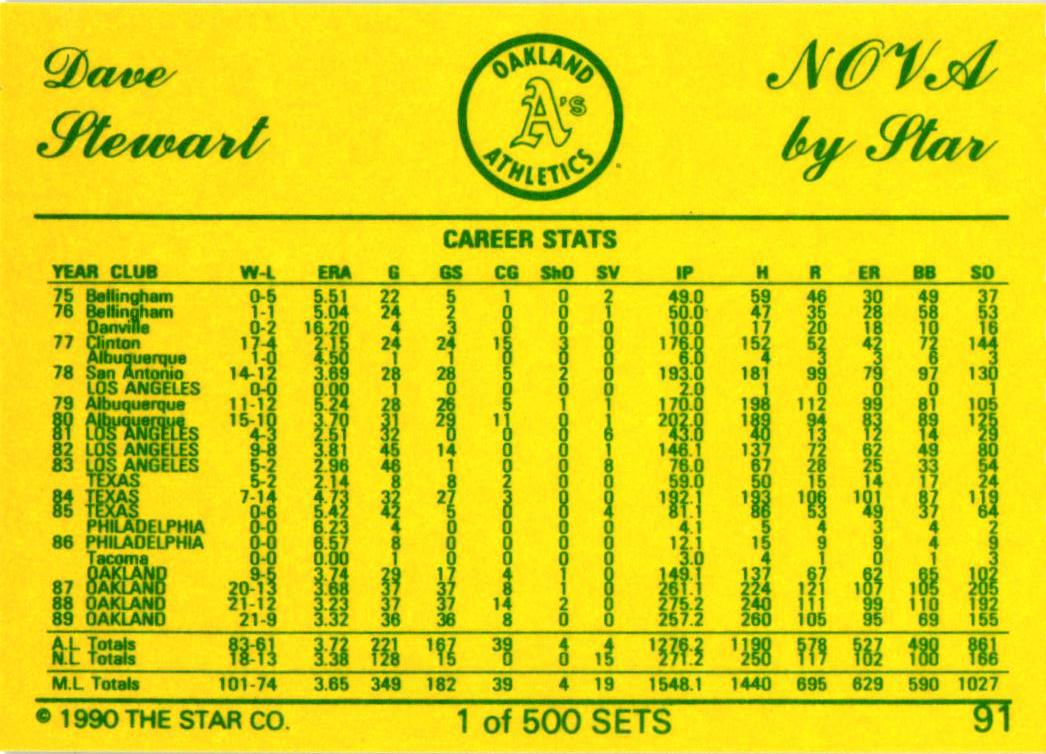 Dave
Stewart
OAKLAND
A's
ATHLETICS
NOVA
by Star
CAREER STATS
YEAR CLUB W-L ERA G GS CG ShO SV IP H R ER BB SO
75 Bellingham 0-5 5.51 22 5 1 0 2 49.0 59 46 30 49 37
76 Bellingham 1-1 5.04 24 2 0 0 1 50.0 47 35 28 58 53
Danville 0-2 16.20 4 3 0 0 0 10.0 17 20 18 10 16
77 Clinton 17-4 2.15 24 24 15 3 0 176.0 152 52 42 72 144
Albuquerque 1-0 4.50 1 1 0 0 0 6.0 4 3 3 6 3
78 San Antonio 14-12 3.69 28 28 5 2 0 193.0 181 99 79 97 130
LOS ANGELES 0-0 0.00 1 0 0 0 0 2.0 1 0 0 0 1
79 Albuquerque 11-12 5.24 28 26 5 1 1 170.0 198 112 99 81 105
80 Albuquerque 15-10 3.70 31 29 11 0 1 202.0 189 94 83 89 125
81 LOS ANGELES 4-3 2.51 32 0 0 0 6 43.0 40 13 12 14 29
82 LOS ANGELES 9-8 3.81 45 14 0 0 1 146.1 137 72 62 49 80
83 LOS ANGELES 5-2 2.96 46 1 0 0 8 76.0 67 28 25 33 54
TEXAS 5-2 2.14 8 8 2 0 0 59.0 50 15 14 17 24
84 TEXAS 7-14 4.73 32 27 3 0 0 192.1 193 106 101 87 119
85 TEXAS 0-6 5.42 42 5 0 0 4 81.1 86 53 49 37 64
PHILADELPHIA 0-0 6.23 4 0 0 0 0 4.1 5 4 3 4 2
86 PHILADELPHIA 0-0 6.57 8 0 0 0 0 12.1 15 9 9 4 9
Tacoma 0-0 0.00 1 0 0 0 0 3.0 4 1 0 1 3
OAKLAND 9-5 3.74 29 17 4 1 0 149.1 137 67 62 65 102
87 OAKLAND 20-13 3.68 37 37 8 1 0 261.1 224 121 107 105 205
88 OAKLAND 21-12 3.23 37 37 14 2 0 275.2 240 111 99 110 192
89 OAKLAND 21-9 3.32 36 36 8 0 0 257.2 260 105 95 69 155
A.L Totals 83-61 3.72 221 167 39 4 4 1276.2 1190 578 527 490 861
N.L Totals 18-13 3.38 128 15 0 0 15 271.2 250 117 102 100 166
M.L Totals 101-74 3.65 349 182 39 4 19 1548.1 1440 695 629 590 1027
© 1990 THE STAR CO. 1 of 500 SETS 91